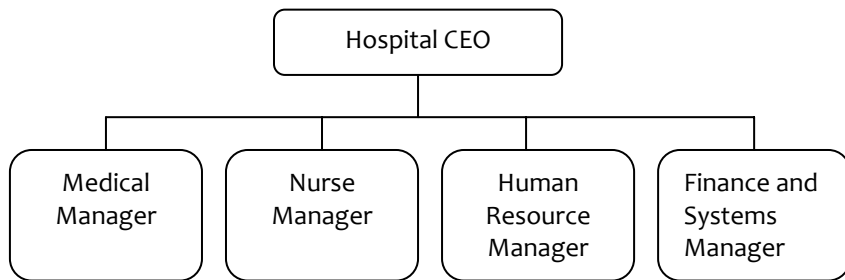 Hospital CEO
Medical
Manager
Nurse
Manager
Human
Resource
Manager
Finance and
Systems
Manager